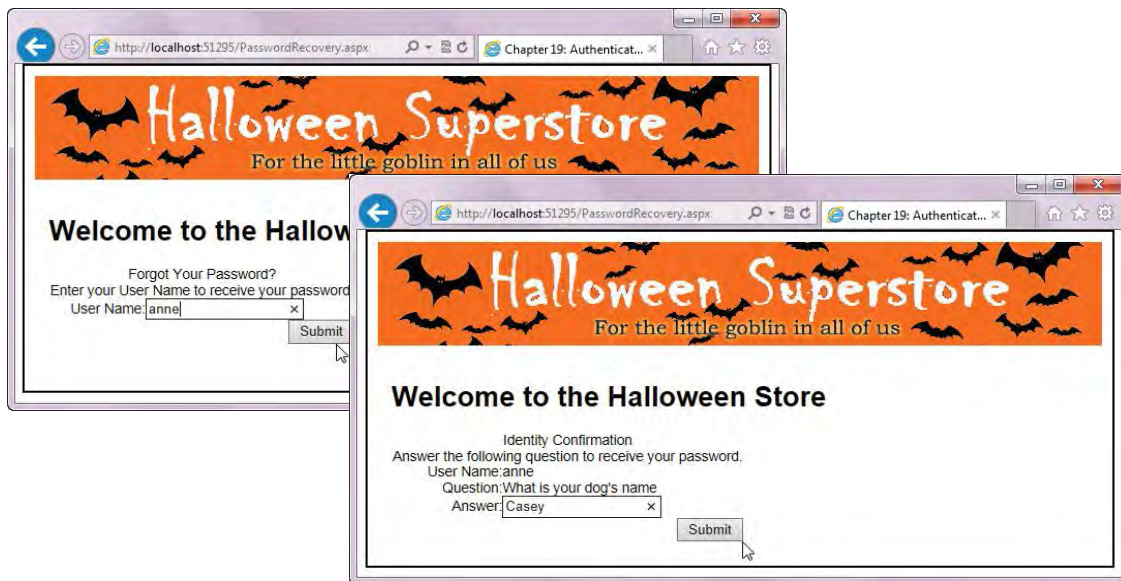 http://localhost:51295/PasswordRecovery.aspx
Chapter 19: Authenticat...
Halloween Superstore
For the little goblin in all of us
Welcome to the Hallow
Forgot Your Password?
Enter your User Name to receive your password
User Name: anne
Submit
http://localhost:51295/PasswordRecovery.aspx
Chapter 19: Authenticat...
Halloween Superstore
For the little goblin in all of us
Welcome to the Halloween Store
Identity Confirmation
Answer the following question to receive your password.
User Name: anne
Question: What is your dog's name
Answer: Casey
Submit